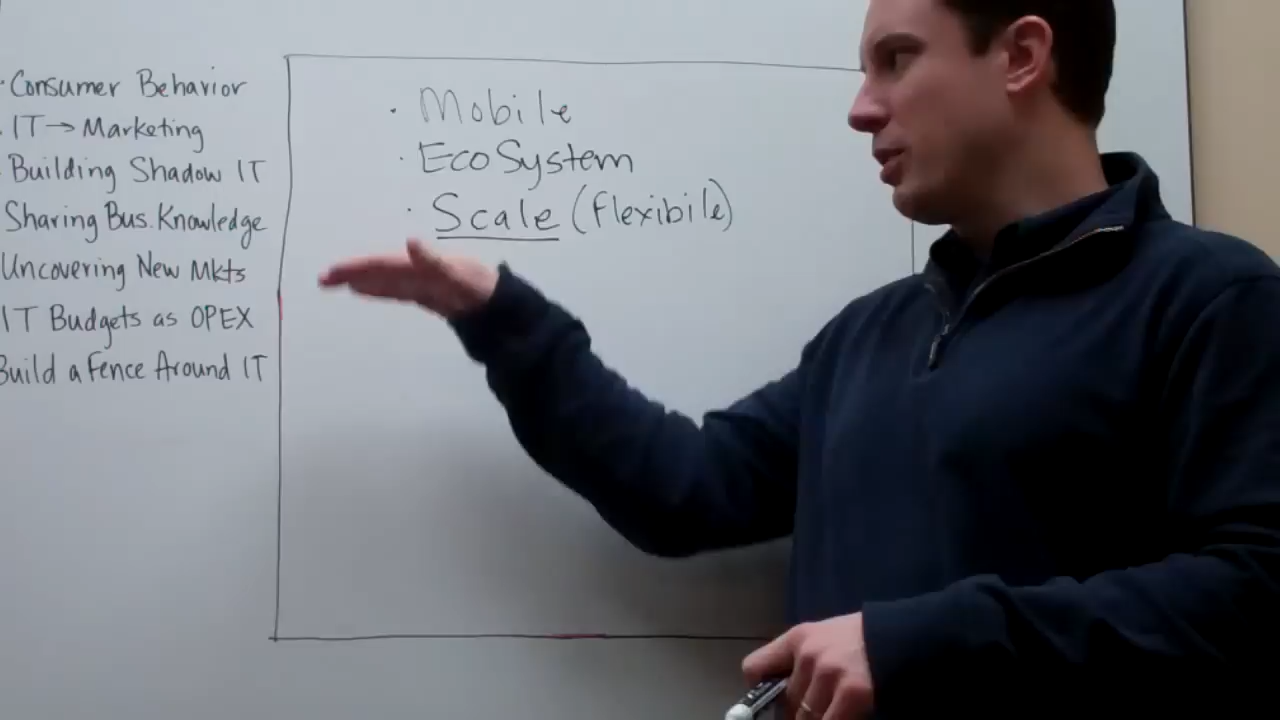 · Consumer Behavior
· IT → Marketing
· Building Shadow IT
Sharing Bus. Knowledge
Uncovering New Mkts
IT Budgets as OPEX
Build a Fence Around IT
· Mobile
· EcoSystem
· Scale (flexibile)